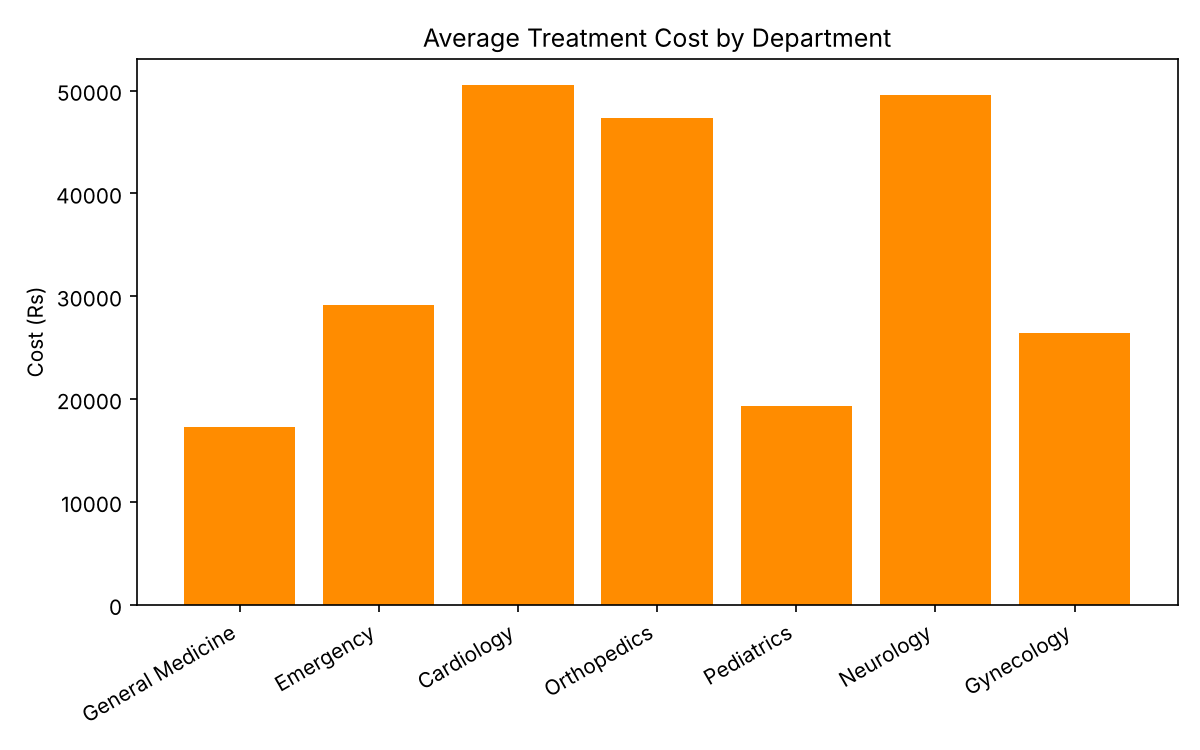 Average Treatment Cost by Department
Cost (Rs)
50000
40000
30000
20000
10000
0
General Medicine
Emergency
Cardiology
Orthopedics
Pediatrics
Neurology
Gynecology